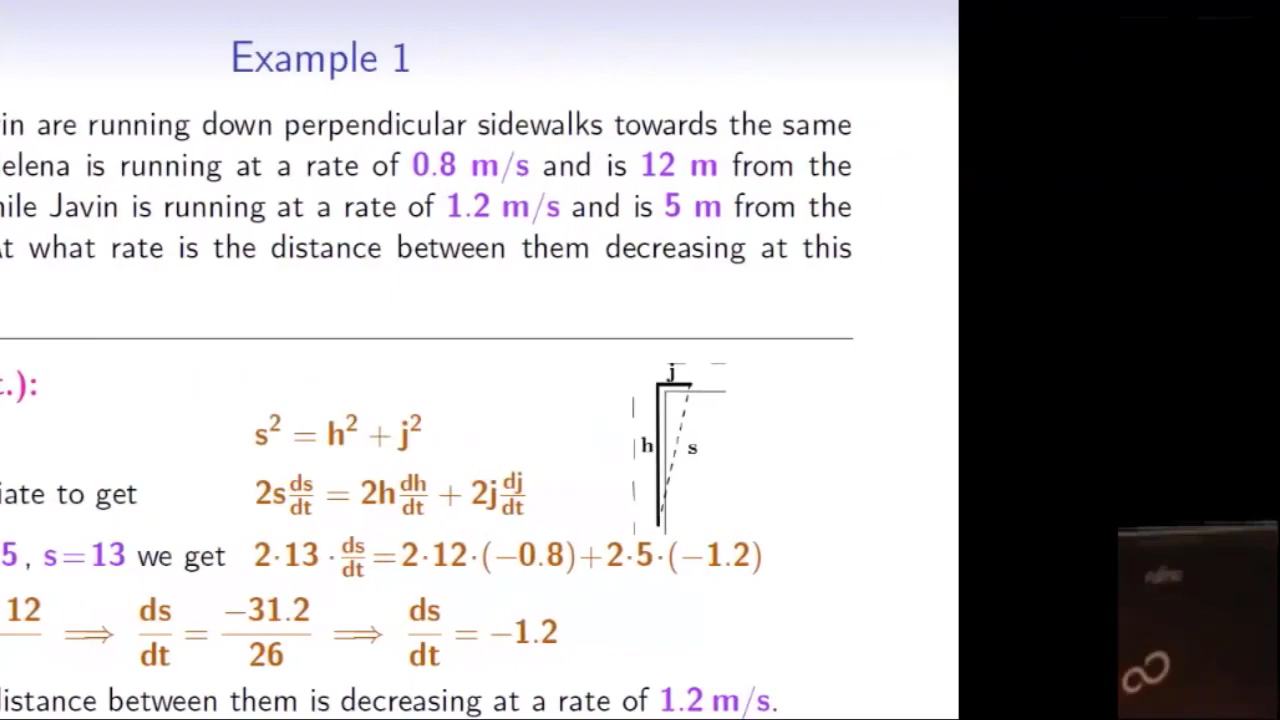 Example 1
in are running down perpendicular sidewalks towards the same
elena is running at a rate of 0.8 m/s and is 12 m from the
ile Javin is running at a rate of 1.2 m/s and is 5 m from the
t what rate is the distance between them decreasing at this
t.):
j
s² = h² + j²
h
s
iate to get 2s ds/dt = 2h dh/dt + 2j dj/dt
5, s=13 we get 2·13·ds/dt=2·12·(−0.8)+2·5·(−1.2)
12 ⟹ ds/dt = −31.2/26 ⟹ ds/dt = −1.2
distance between them is decreasing at a rate of 1.2 m/s.